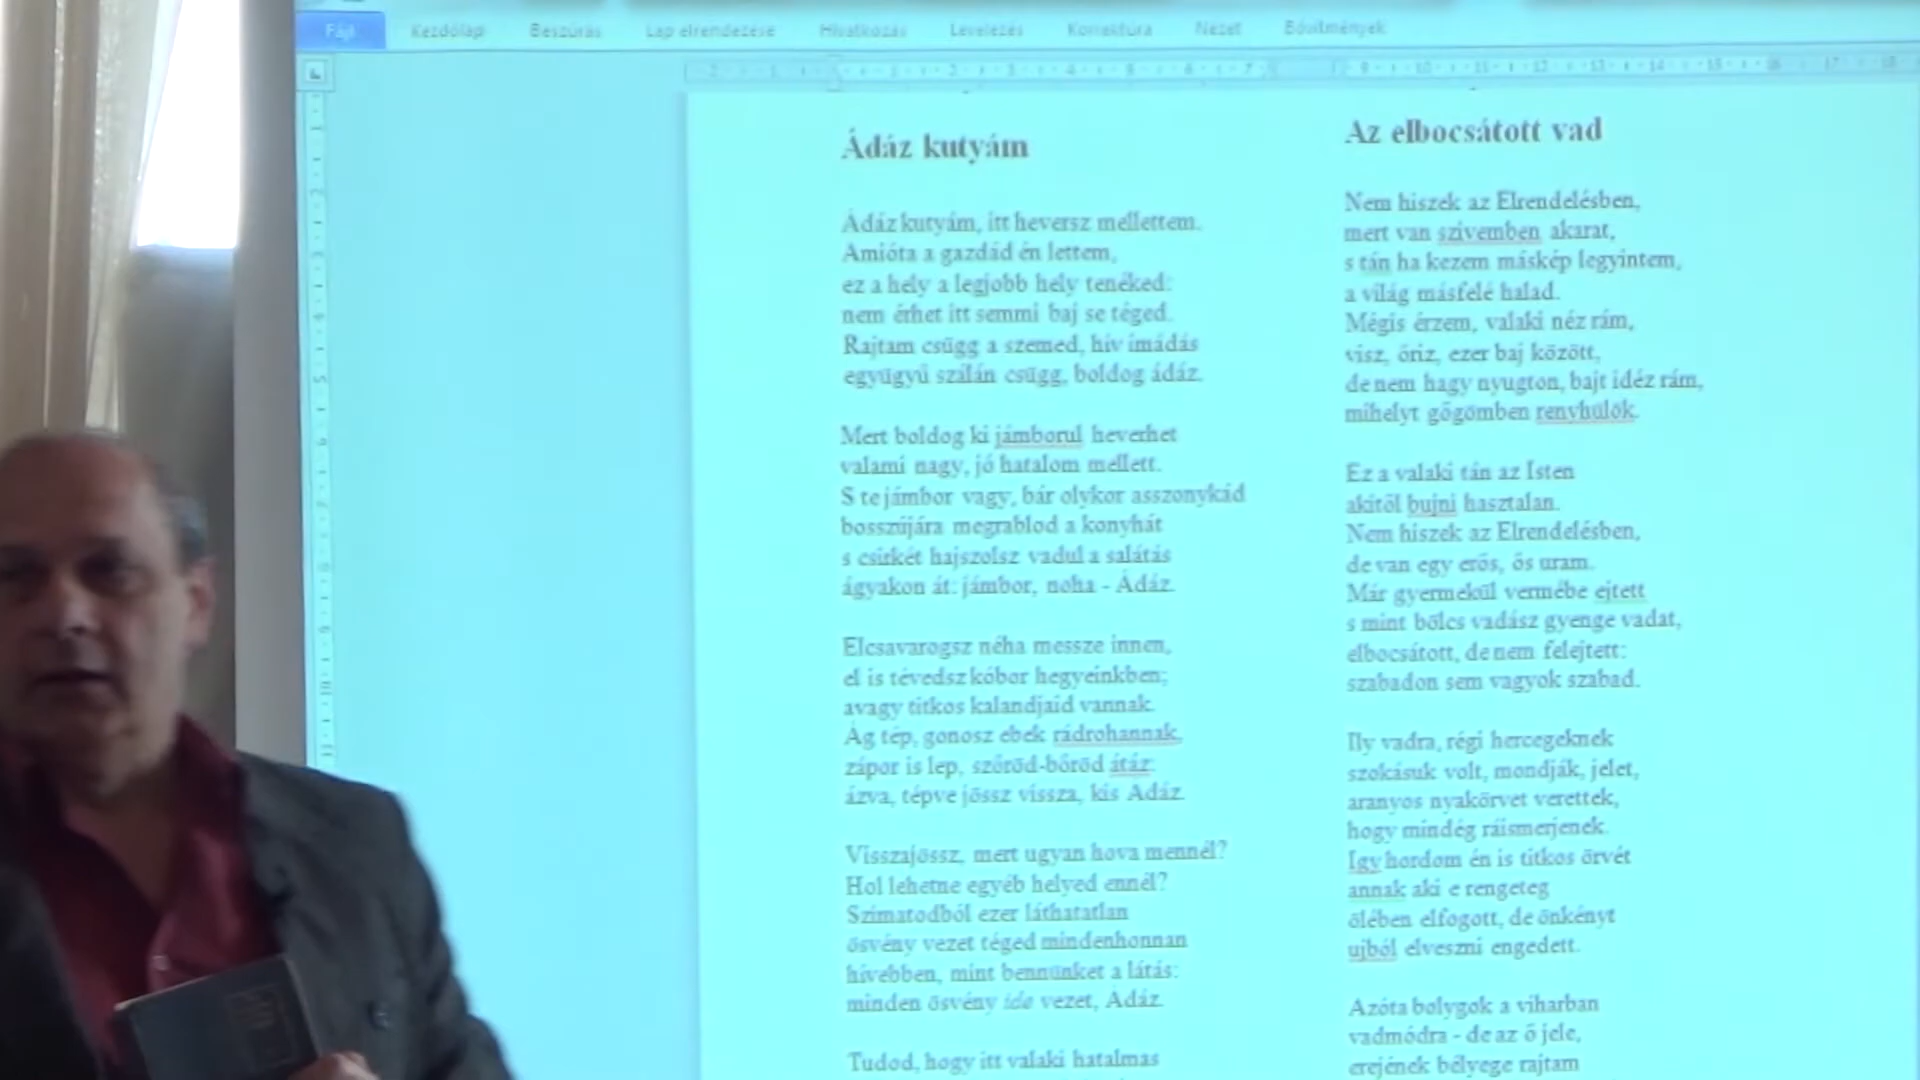 Fájl Kezdőlap Beszúrás Lap elrendezése Hivatkozás Levelezés Korrektúra Nézet Bővítmények
Ádáz kutyám
Ádáz kutyám, itt heversz mellettem.
Amióta a gazdád én lettem,
ez a hely a legjobb hely tenéked:
nem érhet itt semmi baj se téged.
Rajtam csügg a szemed, hiv imádás
együgyű szálán csügg, boldog ádáz.
Mert boldog ki jámborul heverhet
valami nagy, jó hatalom mellett.
S te jámbor vagy, bár olykor asszonykád
bosszújára megrablod a konyhát
s csirkét hajszolsz vadul a salátás
ágyakon át: jámbor, noha - Ádáz.
Elcsavarogsz néha messze innen,
el is tévedsz kóbor hegyeinkben;
avagy titkos kalandjaid vannak.
Ág tép, gonosz ebek rádrohannak,
zápor is lep, szőröd-bőröd átáz:
ázva, tépve jössz vissza, kis Ádáz.
Visszajössz, mert ugyan hova mennél?
Hol lehetne egyéb helyed ennél?
Szimatodból ezer láthatatlan
ösvény vezet téged mindenhonnan
hívebben, mint bennünket a látás:
minden ösvény ide vezet, Ádáz.
Tudod, hogy itt valaki hatalmas
Az elbocsátott vad
Nem hiszek az Elrendelésben,
mert van szivemben akarat,
s tán ha kezem máskép legyintem,
a világ másfelé halad.
Mégis érzem, valaki néz rám,
visz, őriz, ezer baj között,
de nem hagy nyugton, bajt idéz rám,
mihelyt gőgömben renyhülök.
Ez a valaki tán az Isten
akitől bujni hasztalan.
Nem hiszek az Elrendelésben,
de van egy erős, ős uram.
Már gyermekül vermébe ejtett
s mint bölcs vadász gyenge vadat,
elbocsátott, de nem felejtett:
szabadon sem vagyok szabad.
Ily vadra, régi hercegeknek
szokásuk volt, mondják, jelet,
aranyos nyakörvet verettek,
hogy mindég ráismerjenek.
Igy hordom én is titkos örvét
annak aki e rengeteg
ölében elfogott, de önkényt
ujból elveszni engedett.
Azóta bolygok a viharban
vadmódra - de az ő jele,
erejének bélyege rajtam